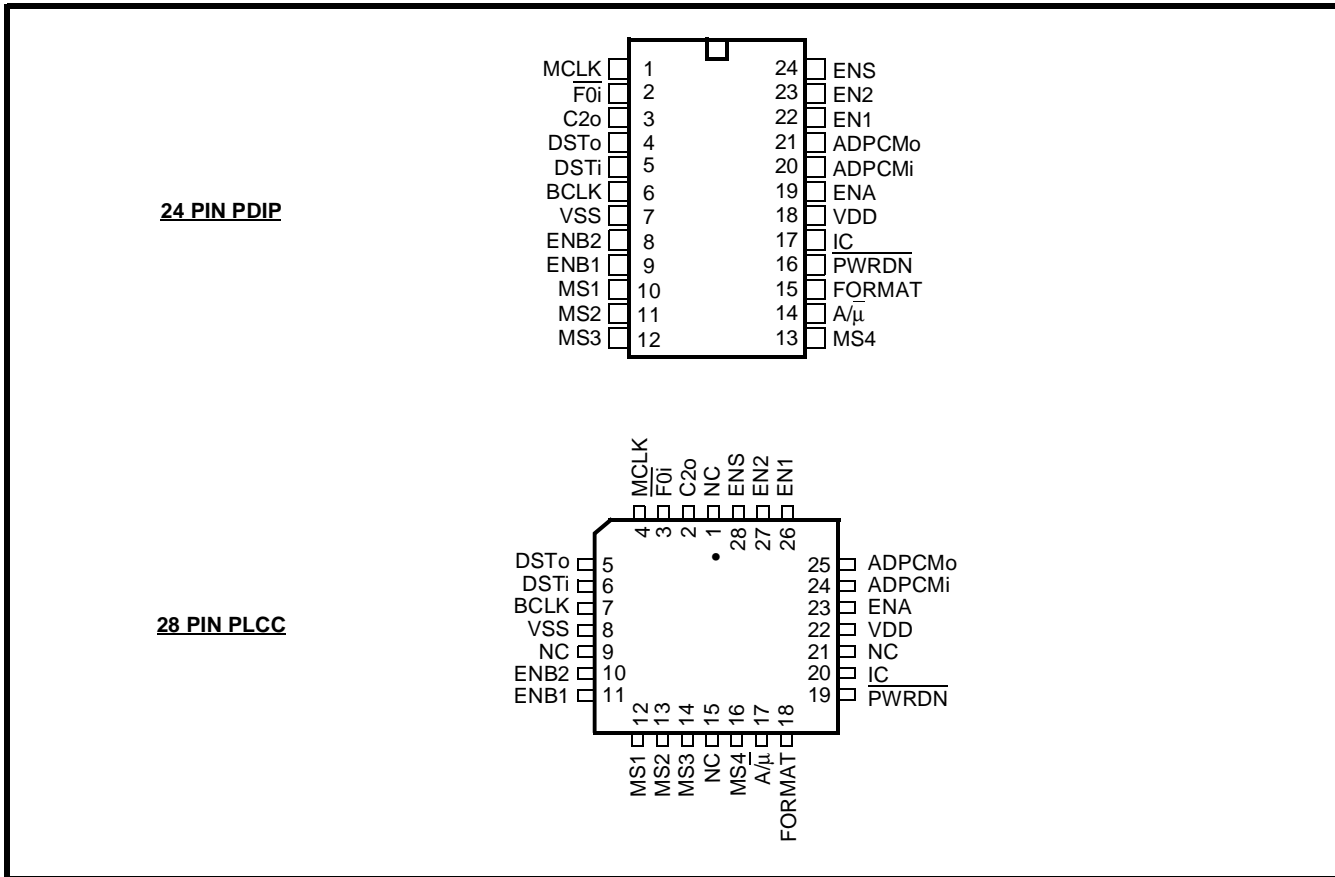 24 PIN PDIP
MCLK 1 24 ENS
F̅0̅i̅ 2 23 EN2
C2o 3 22 EN1
DSTo 4 21 ADPCMo
DSTi 5 20 ADPCMi
BCLK 6 19 ENA
VSS 7 18 VDD
ENB2 8 17 IC
ENB1 9 16 P̅W̅R̅D̅N̅
MS1 10 15 FORMAT
MS2 11 14 A/μ̅
MS3 12 13 MS4
28 PIN PLCC
MCLK F̅0̅i̅ C2o NC ENS EN2 EN1
4 3 2 1 28 27 26
DSTo 5 25 ADPCMo
DSTi 6 24 ADPCMi
BCLK 7 23 ENA
VSS 8 22 VDD
NC 9 21 NC
ENB2 10 20 IC
ENB1 11 19 P̅W̅R̅D̅N̅
12 13 14 15 16 17 18
MS1 MS2 MS3 NC MS4 A/μ̅ FORMAT